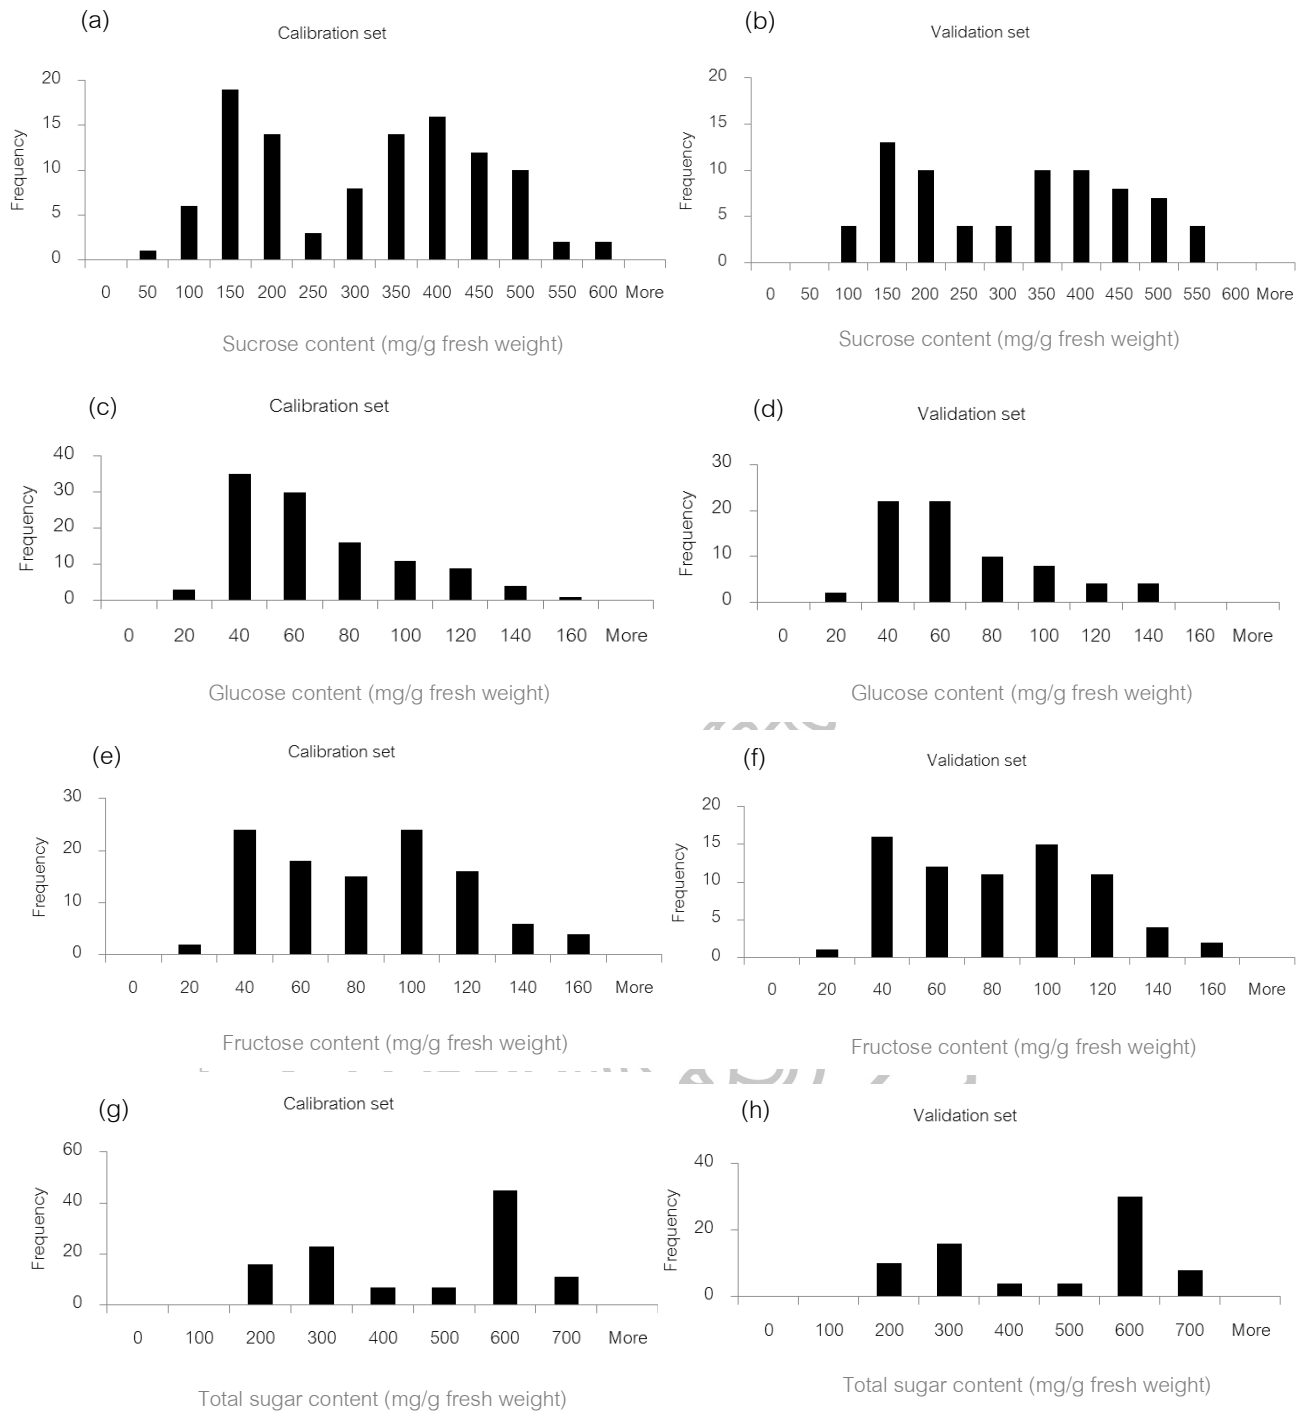 (a)
Calibration set
20
15
10
5
0
Frequency
0 50 100 150 200 250 300 350 400 450 500 550 600 More
Sucrose content (mg/g fresh weight)
(b)
Validation set
20
15
10
5
0
Frequency
0 50 100 150 200 250 300 350 400 450 500 550 600 More
Sucrose content (mg/g fresh weight)
(c)
Calibration set
40
30
20
10
0
Frequency
0 20 40 60 80 100 120 140 160 More
Glucose content (mg/g fresh weight)
(d)
Validation set
30
20
10
0
Frequency
0 20 40 60 80 100 120 140 160 More
Glucose content (mg/g fresh weight)
(e)
Calibration set
30
20
10
0
Frequency
0 20 40 60 80 100 120 140 160 More
Fructose content (mg/g fresh weight)
(f)
Validation set
20
15
10
5
0
Frequency
0 20 40 60 80 100 120 140 160 More
Fructose content (mg/g fresh weight)
(g)
Calibration set
60
40
20
0
Frequency
0 100 200 300 400 500 600 700 More
Total sugar content (mg/g fresh weight)
(h)
Validation set
40
20
0
Frequency
0 100 200 300 400 500 600 700 More
Total sugar content (mg/g fresh weight)